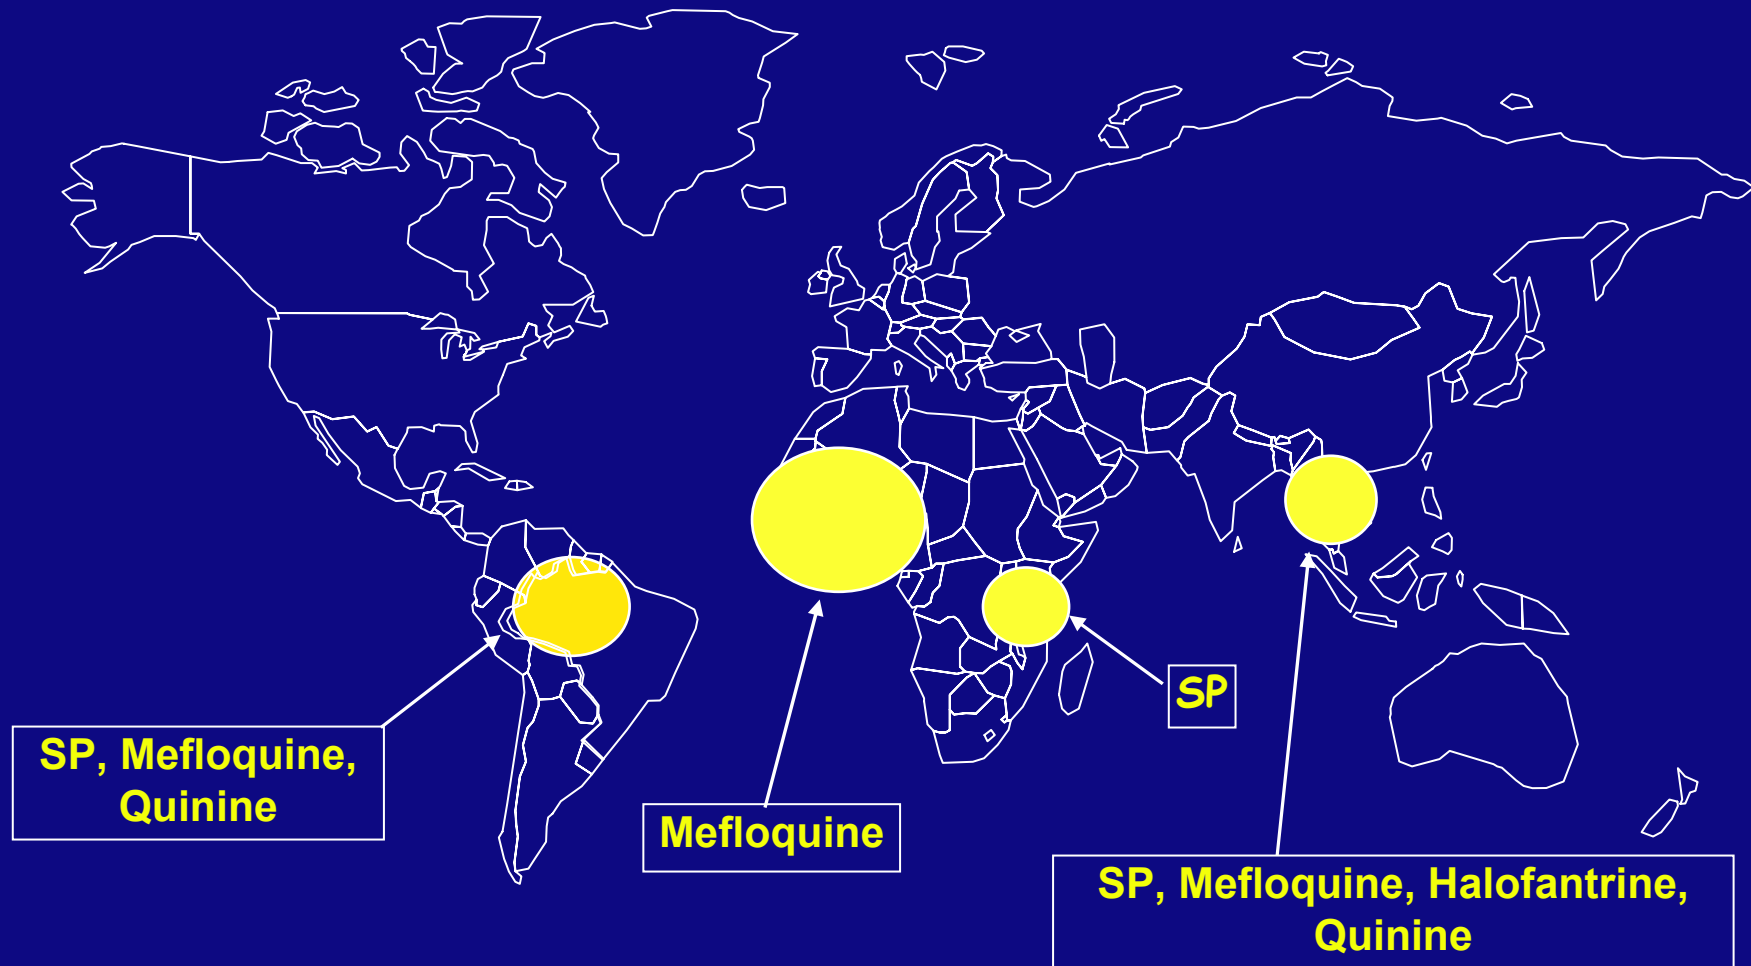 SP, Mefloquine,
Quinine
Mefloquine
SP
SP, Mefloquine, Halofantrine,
Quinine